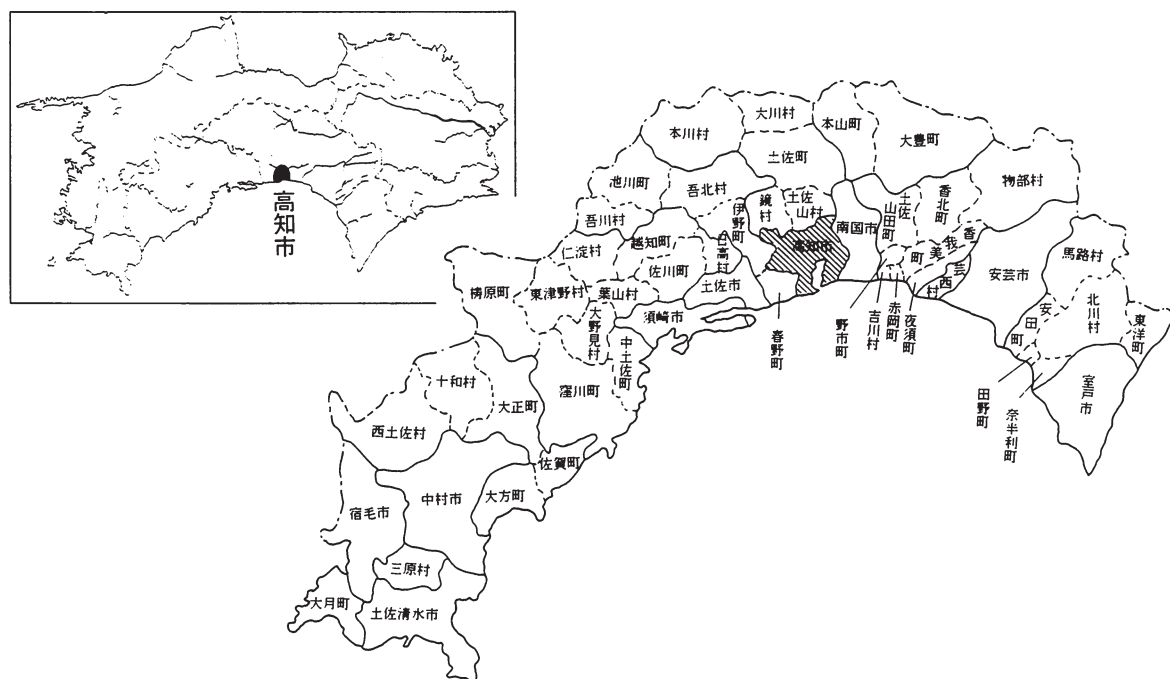 高知市
本川村
大川村
本山町
大豊町
土佐町
物部村
池川町
吾北村
伊野町
鏡村
土佐山村
南国市
土佐山田町
香北町
吾川村
仁淀村
越知町
日高村
高知市
佐川町
土佐市
香我美町
芸西村
安芸市
馬路村
梼原町
東津野村
葉山村
須崎市
春野町
野市町
吉川村
赤岡町
夜須町
安田町
北川村
東洋町
大野見村
中土佐町
田野町
奈半利町
室戸市
十和村
大正町
窪川町
西土佐村
佐賀町
宿毛市
中村市
大方町
三原村
大月町
土佐清水市